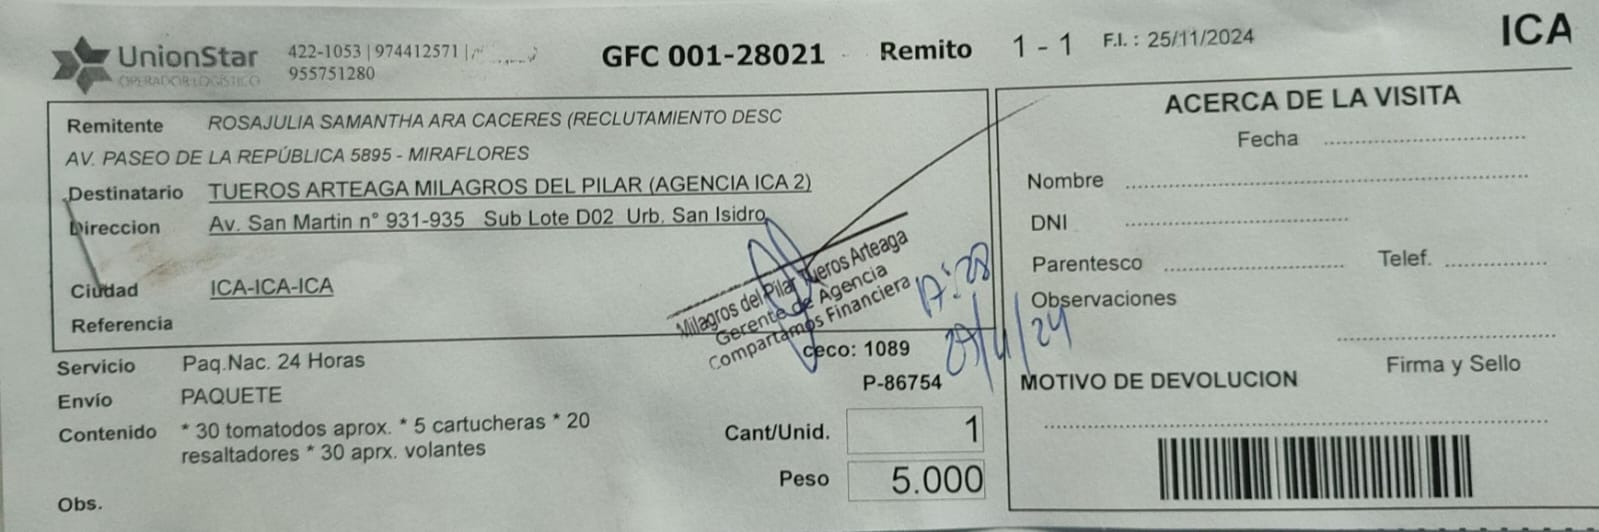 UnionStar
OPERADOR LOGÍSTICO
422-1053 | 974412571 |
955751280
GFC 001-28021 Remito 1 - 1 F.I. : 25/11/2024
ICA
Remitente ROSAJULIA SAMANTHA ARA CACERES (RECLUTAMIENTO DESC
AV. PASEO DE LA REPÚBLICA 5895 - MIRAFLORES
Destinatario TUEROS ARTEAGA MILAGROS DEL PILAR (AGENCIA ICA 2)
Direccion Av. San Martin n° 931-935 Sub Lote D02 Urb. San Isidro
Ciudad ICA-ICA-ICA
Referencia
Milagros del Pilar Tueros Arteaga
Gerente de Agencia
Compartamos Financiera
17:28
Servicio Paq.Nac. 24 Horas
ceco: 1089
Envío PAQUETE
P-86754
Contenido * 30 tomatodos aprox. * 5 cartucheras * 20
resaltadores * 30 aprx. volantes
Cant/Unid. 1
Peso 5.000
Obs.
ACERCA DE LA VISITA
Fecha
Nombre
DNI
Parentesco Telef.
Observaciones
Firma y Sello
MOTIVO DE DEVOLUCION